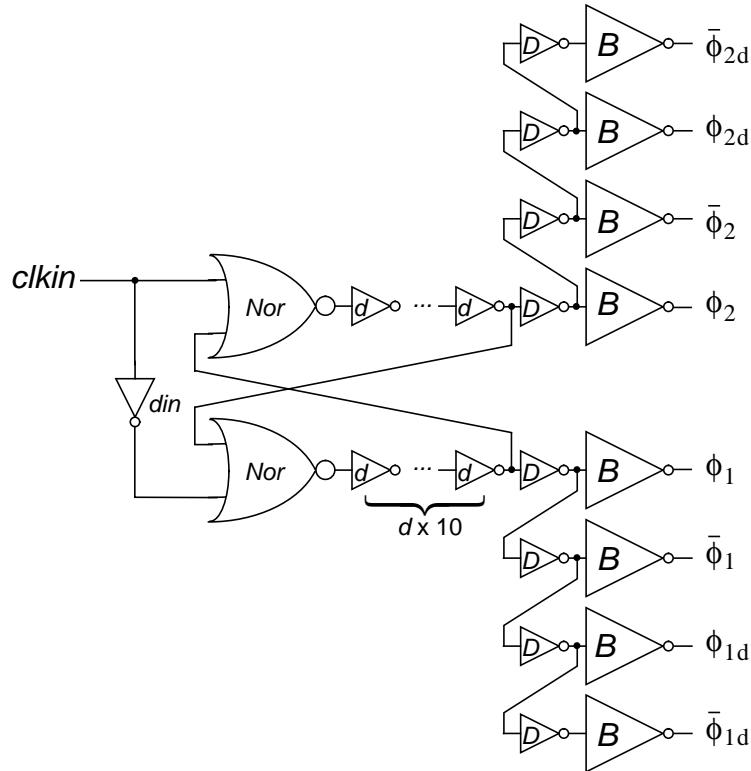 D B ϕ̄2d
D B ϕ2d
D B ϕ̄2
clkin Nor d ... d D B ϕ2
din
Nor d ... d D B ϕ1
d x 10
D B ϕ̄1
D B ϕ1d
D B ϕ̄1d